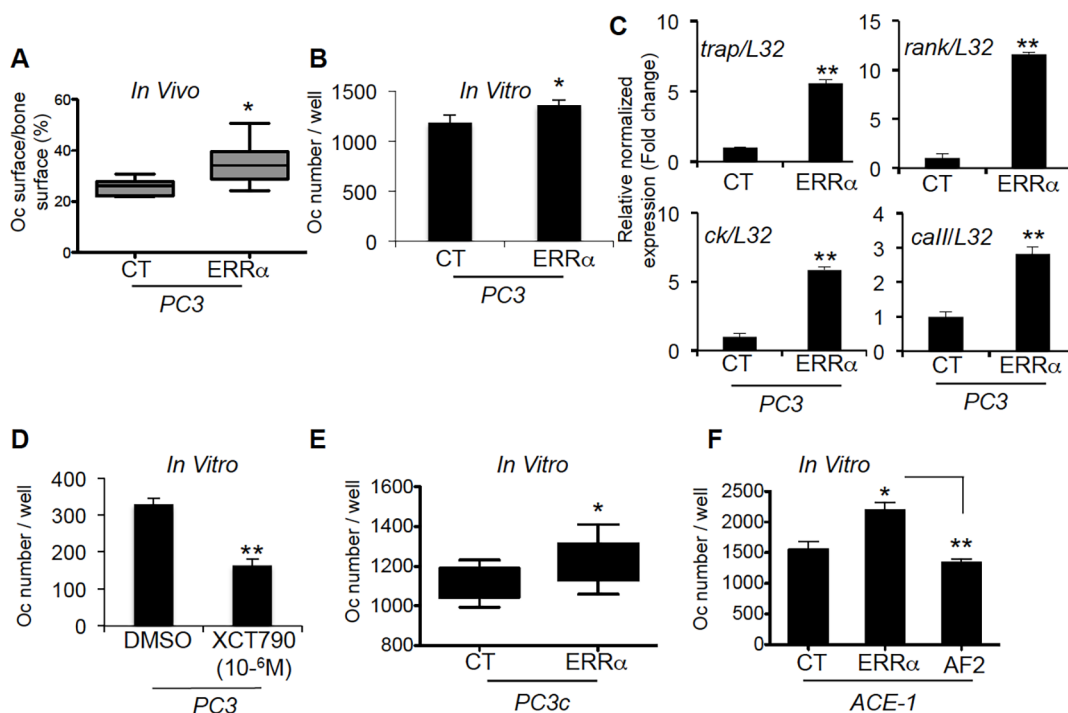 A
In Vivo
*
Oc surface/bone
surface (%)
60
40
20
0
CT
ERRα
PC3
B
In Vitro
*
Oc number / well
1500
1000
500
0
CT
ERRα
PC3
C
Relative normalized
expression (Fold change)
trap/L32
**
10
5
0
CT
ERRα
rank/L32
**
15
10
5
0
CT
ERRα
ck/L32
**
10
5
0
CT
ERRα
PC3
caII/L32
**
4
3
2
1
0
CT
ERRα
PC3
D
In Vitro
Oc number / well
400
300
200
100
0
**
DMSO
XCT790
(10-⁶M)
PC3
E
In Vitro
Oc number / well
1600
1400
1200
1000
800
*
CT
ERRα
PC3c
F
In Vitro
Oc number / well
2500
2000
1500
1000
500
0
*
**
CT
ERRα
AF2
ACE-1